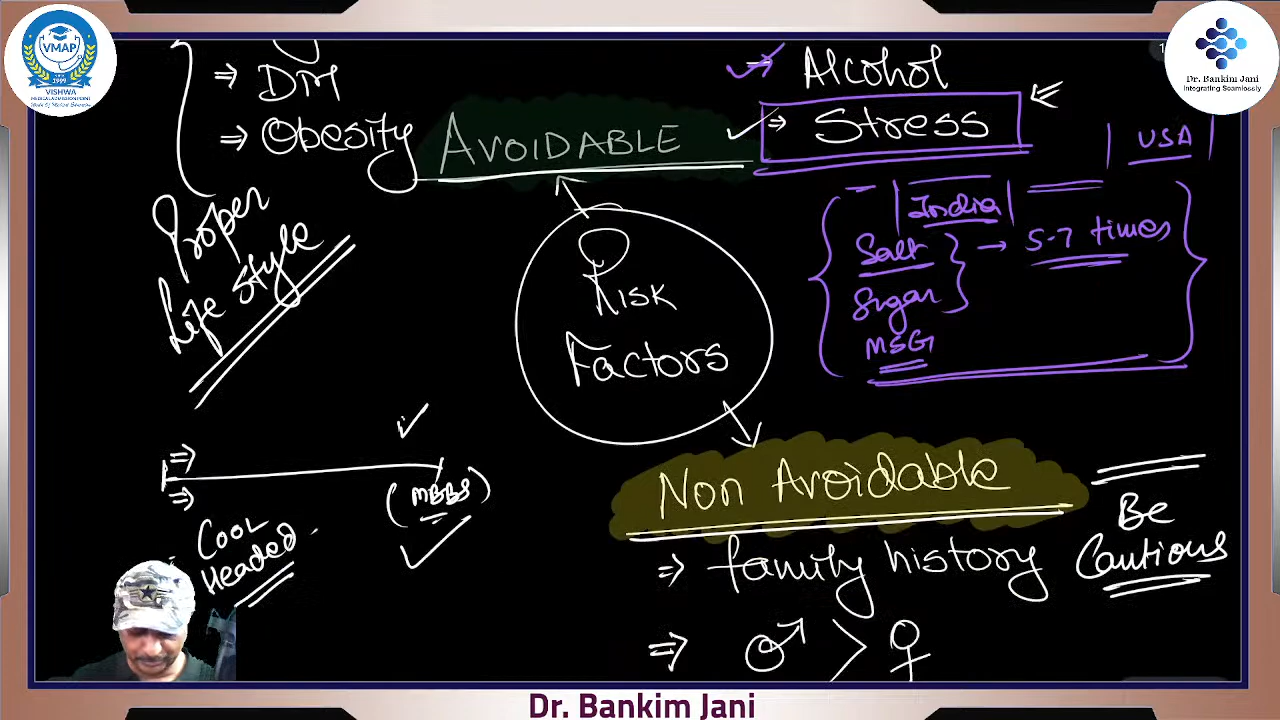 VMAP
1999
VISHWA
Dr. Bankim Jani
Integrating Seamlessly
⇒ DM
⇒ Obesity
AVOIDABLE
⇒ Alcohol
⇒ Stress
USA
Proper
Life style
India
Salt
Sugar
MSG
→ 5-7 times
Risk
Factors
⇒
⇒
(MBBS)
Cool
Headed
Non Avoidable
Be
Cautious
⇒ family history
⇒ ♂ > ♀
Dr. Bankim Jani